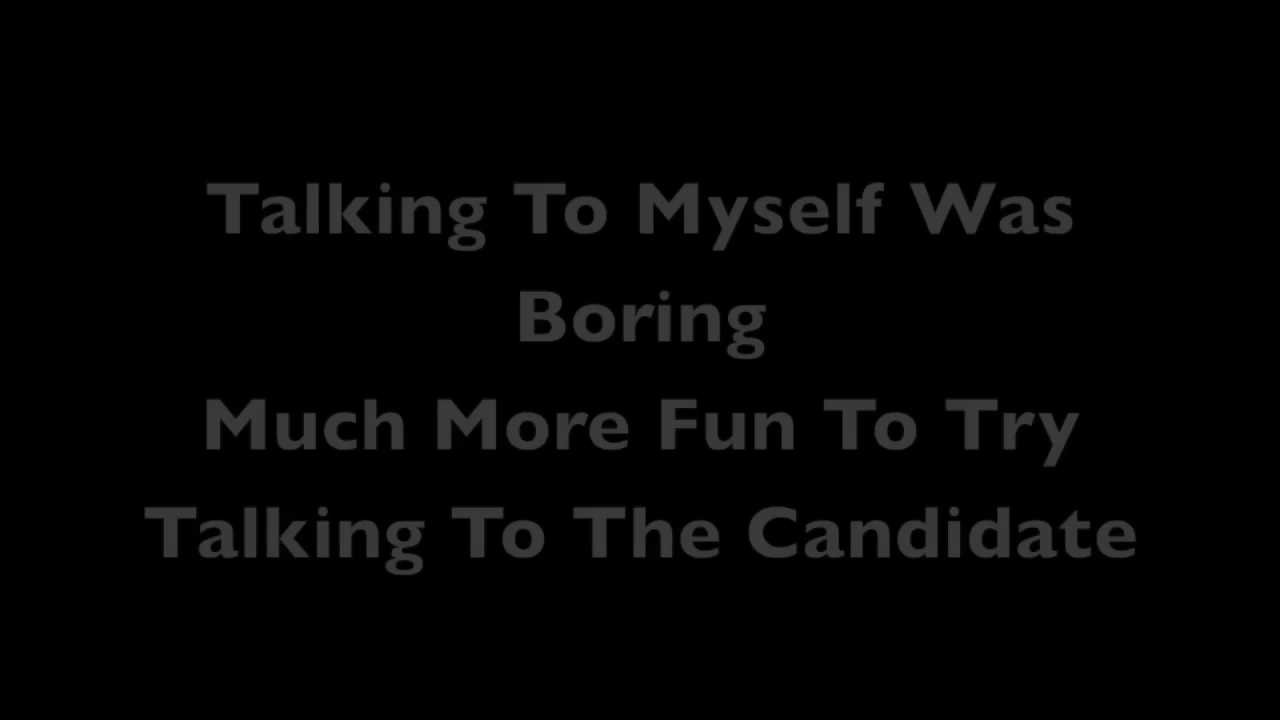 Talking To Myself Was
Boring
Much More Fun To Try
Talking To The Candidate